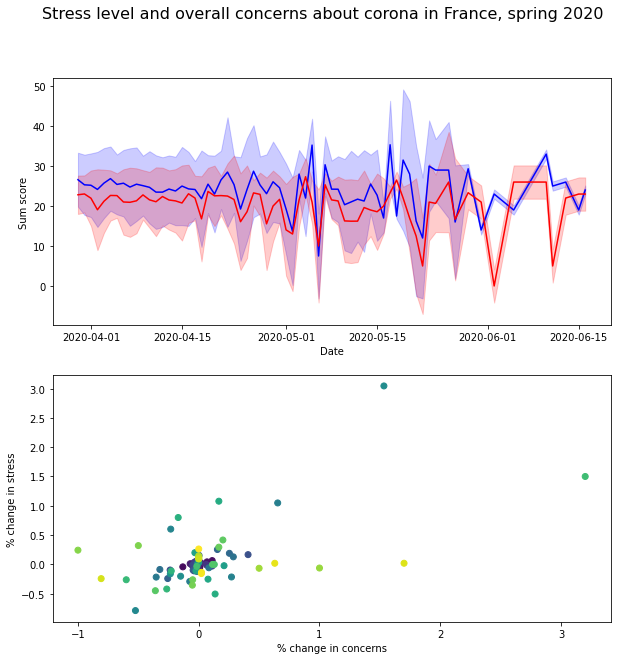 Stress level and overall concerns about corona in France, spring 2020
50
40
30
20
10
0
Sum score
2020-04-01 2020-04-15 2020-05-01 2020-05-15 2020-06-01 2020-06-15
Date
3.0
2.5
2.0
1.5
1.0
0.5
0.0
−0.5
% change in stress
−1 0 1 2 3
% change in concerns